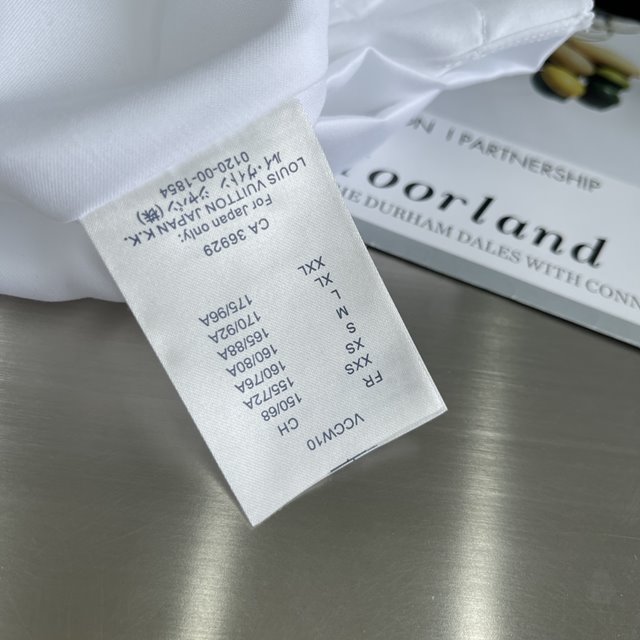 VCCW10
FR CH
XXS 150/68
XS 155/72A
S 160/76A
M 160/80A
L 165/88A
XL 170/92A
XXL 175/96A
CA 36929
For Japan only:
LOUIS VUITTON JAPAN K.K.
ルイ・ヴィトン ジャパン(株)
0120-00-1854
ON | PARTNERSHIP
oorland
HE DURHAM DALES WITH CONN